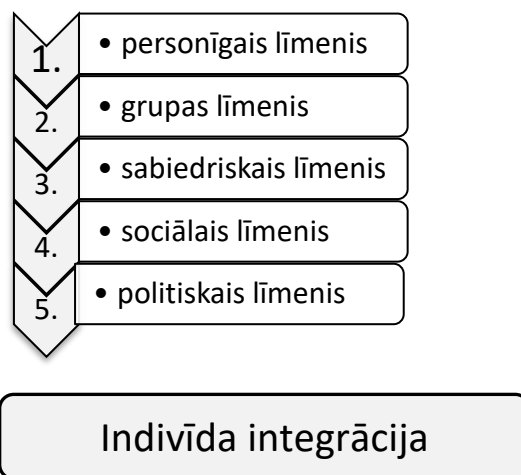 1. • personīgais līmenis
2. • grupas līmenis
3. • sabiedriskais līmenis
4. • sociālais līmenis
5. • politiskais līmenis
Indivīda integrācija